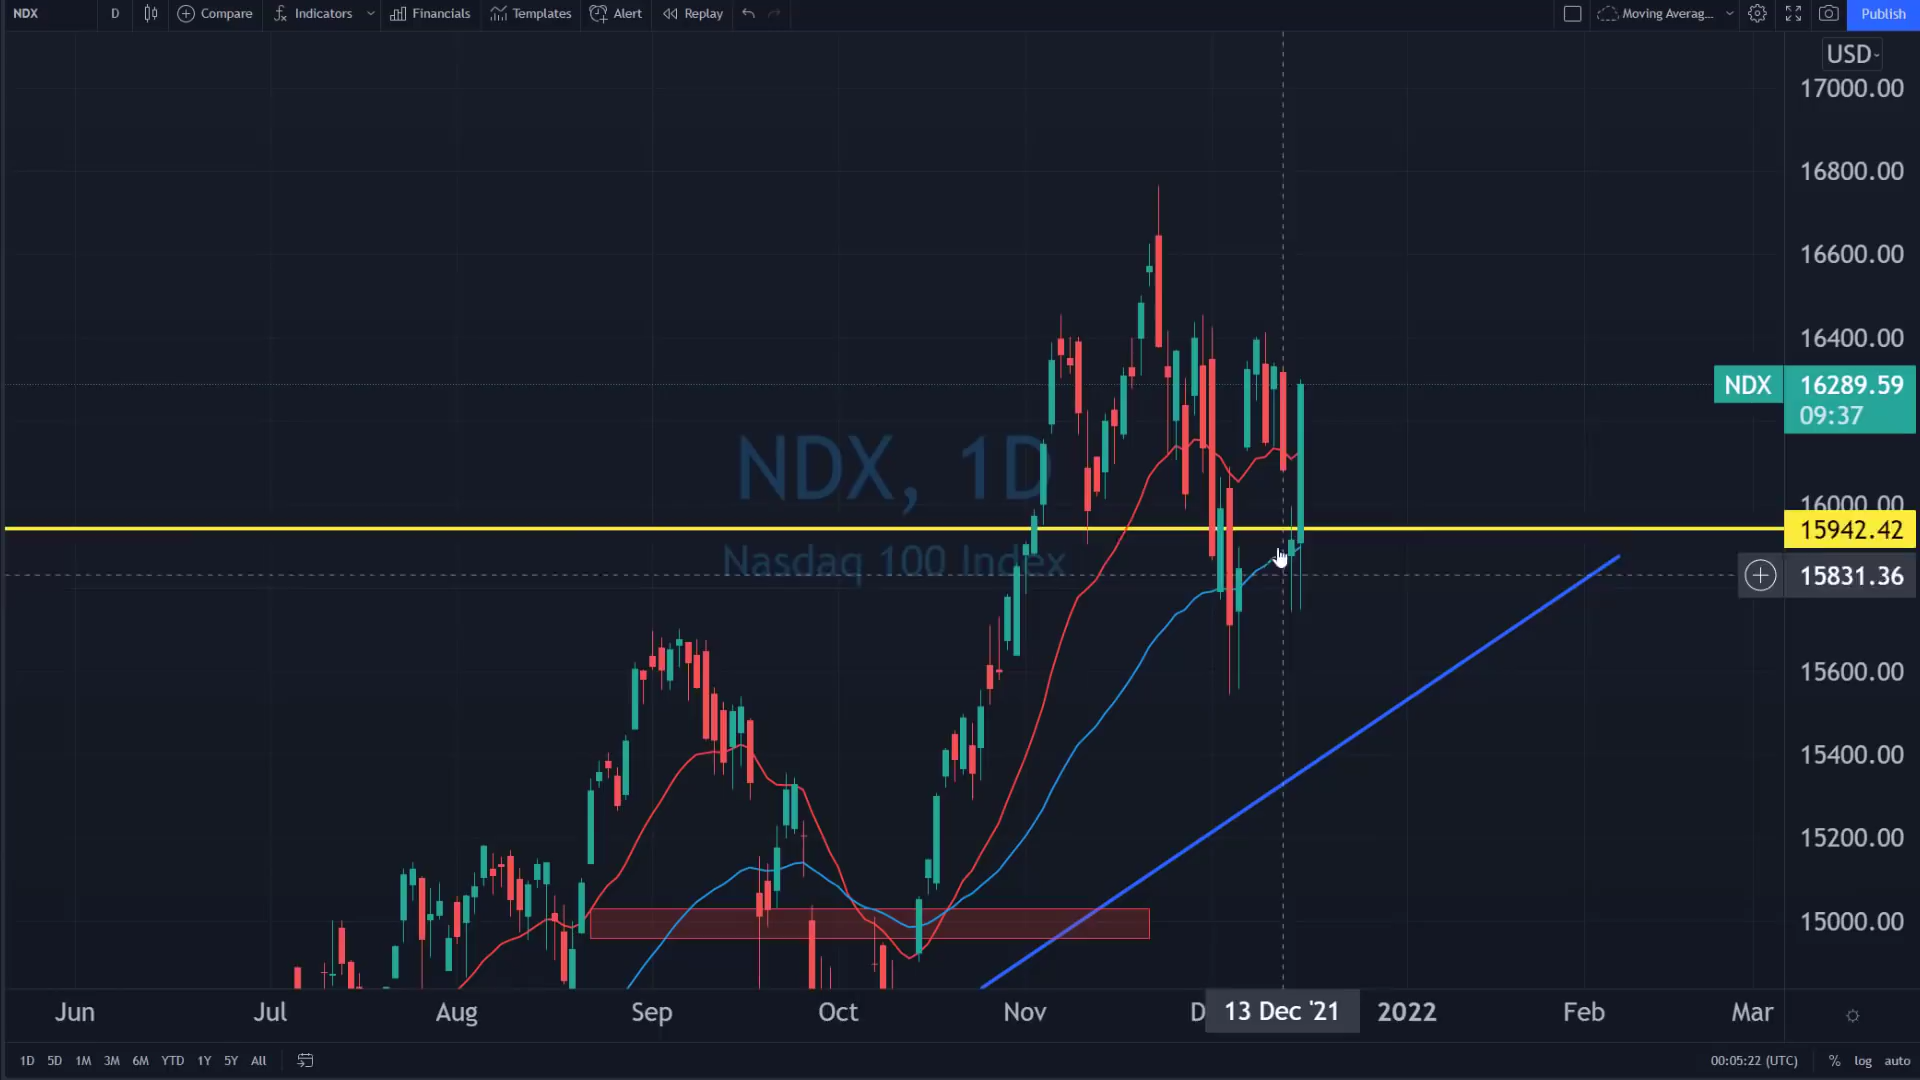 NDX D Compare Indicators Financials Templates Alert Replay Moving Averag... Publish
USD
17000.00
16800.00
16600.00
16400.00
NDX 16289.59
09:37
NDX, 1D
Nasdaq 100 Index
16000.00
15942.42
15831.36
15600.00
15400.00
15200.00
15000.00
Jun Jul Aug Sep Oct Nov D 13 Dec '21 2022 Feb Mar
1D 5D 1M 3M 6M YTD 1Y 5Y All 00:05:22 (UTC) % log auto